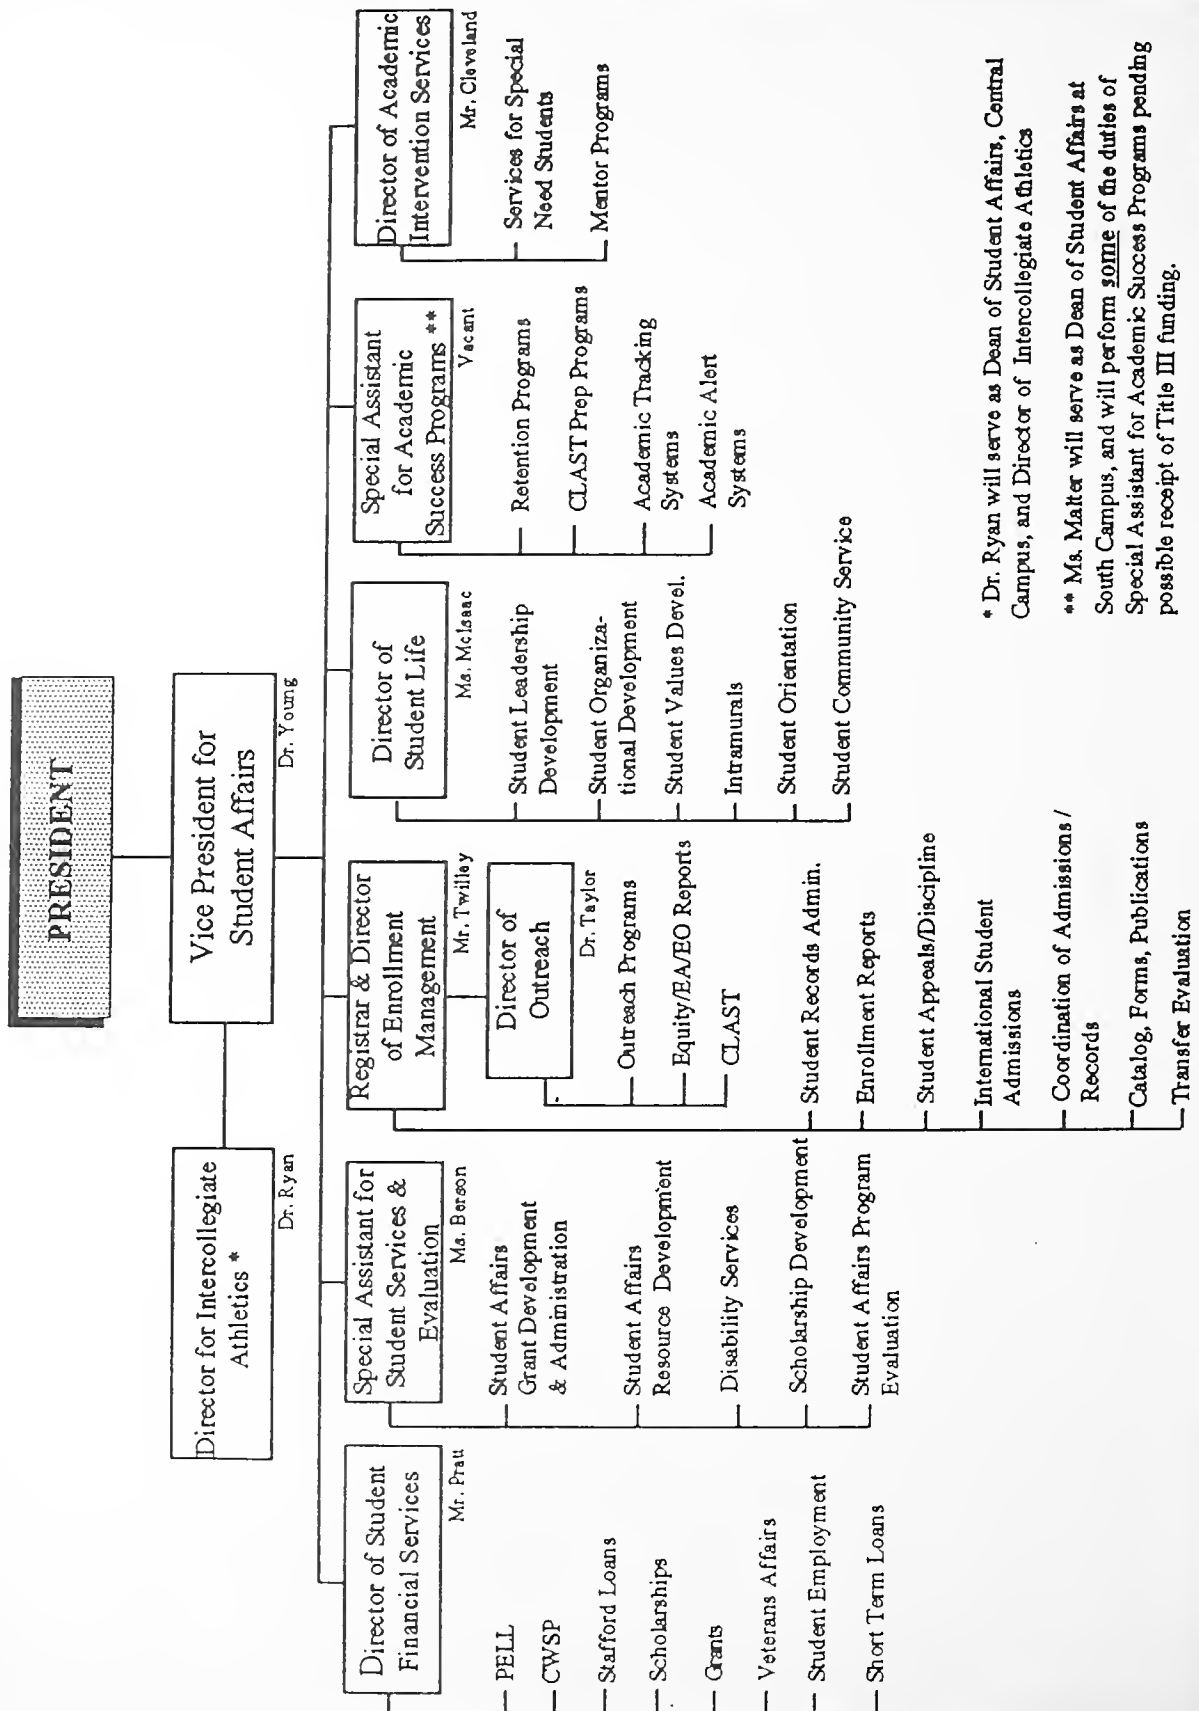 PRESIDENT
Vice President for
Student Affairs
Dr. Young
Director for Intercollegiate
Athletics *
Dr. Ryan
Director of Student
Financial Services
Mr. Pratt
PELL
CWSP
Stafford Loans
Scholarships
Grants
Veterans Affairs
Student Employment
Short Term Loans
Special Assistant for
Student Services &
Evaluation
Ms. Berson
Student Affairs
Grant Development
& Administration
Student Affairs
Resource Development
Disability Services
Scholarship Development
Student Affairs Program
Evaluation
Registrar & Director
of Enrollment
Management
Mr. Twilley
Director of
Outreach
Dr. Taylor
Outreach Programs
Equity/EA/EO Reports
CLAST
Student Records Admin.
Enrollment Reports
Student Appeals/Discipline
International Student
Admissions
Coordination of Admissions /
Records
Catalog, Forms, Publications
Transfer Evaluation
Director of
Student Life
Ms. McIsaac
Student Leadership
Development
Student Organiza-
tional Development
Student Values Devel.
Intramurals
Student Orientation
Student Community Service
Special Assistant
for Academic
Success Programs **
Vacant
Retention Programs
CLAST Prep Programs
Academic Tracking
Systems
Academic Alert
Systems
Director of Academic
Intervention Services
Mr. Cleveland
Services for Special
Need Students
Mentor Programs
* Dr. Ryan will serve as Dean of Student Affairs, Central
Campus, and Director of Intercollegiate Athletics
** Ms. Malter will serve as Dean of Student Affairs at
South Campus, and will perform some of the duties of
Special Assistant for Academic Success Programs pending
possible receipt of Title III funding.